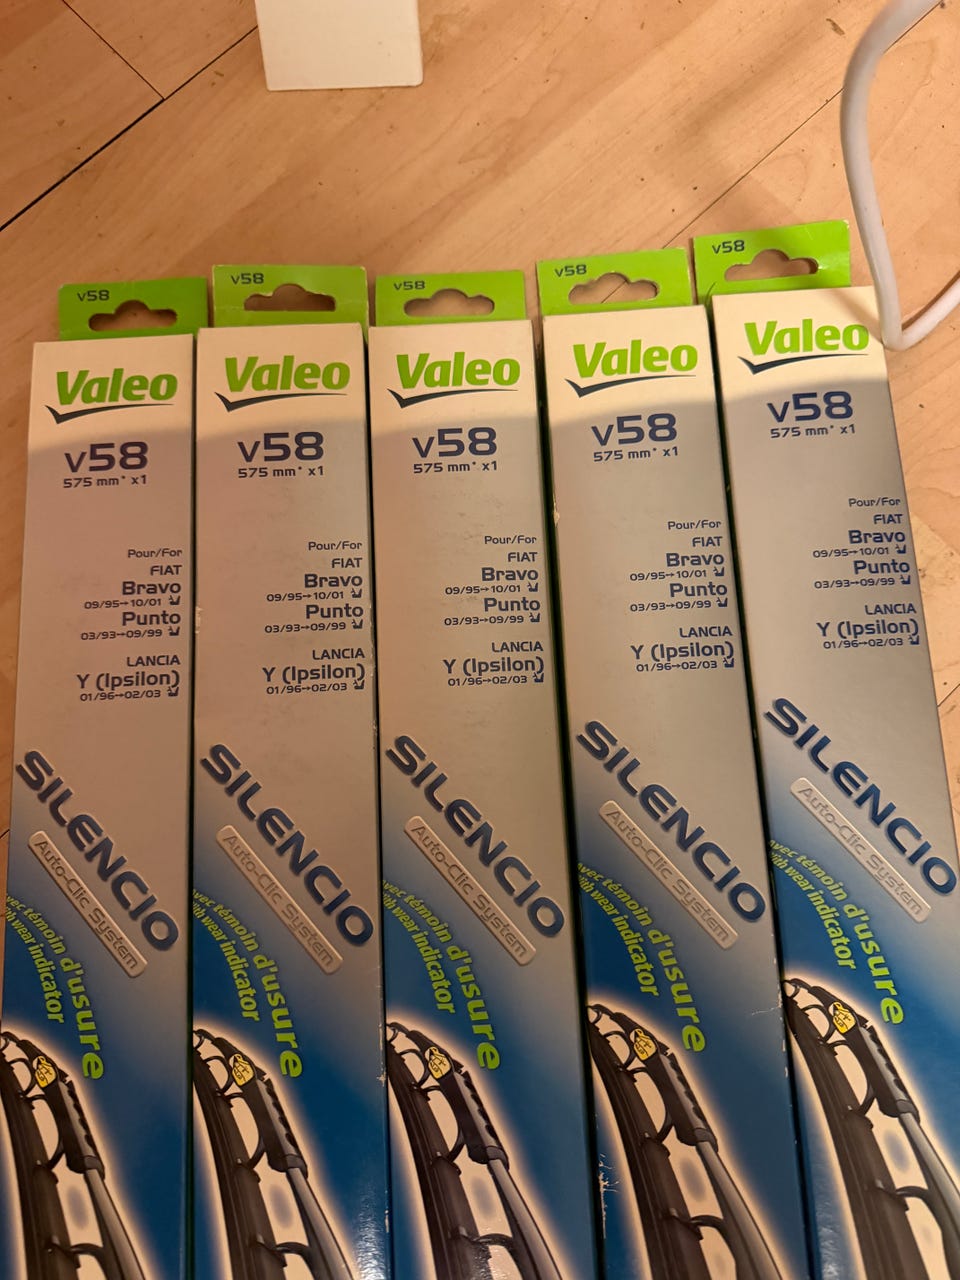 v58
Valeo
v58
575 mm* x1
Pour/For
FIAT
Bravo
09/95→10/01
Punto
03/93→09/99
LANCIA
Y (Ipsilon)
01/96→02/03
SILENCIO
Auto-Clic System
avec témoin d'usure
with wear indicator
v58
Valeo
v58
575 mm* x1
Pour/For
FIAT
Bravo
09/95→10/01
Punto
03/93→09/99
LANCIA
Y (Ipsilon)
01/96→02/03
SILENCIO
Auto-Clic System
avec témoin d'usure
with wear indicator
v58
Valeo
v58
575 mm* x1
Pour/For
FIAT
Bravo
09/95→10/01
Punto
03/93→09/99
LANCIA
Y (Ipsilon)
01/96→02/03
SILENCIO
Auto-Clic System
avec témoin d'usure
with wear indicator
v58
Valeo
v58
575 mm* x1
Pour/For
FIAT
Bravo
09/95→10/01
Punto
03/93→09/99
LANCIA
Y (Ipsilon)
01/96→02/03
SILENCIO
Auto-Clic System
avec témoin d'usure
with wear indicator
v58
Valeo
v58
575 mm* x1
Pour/For
FIAT
Bravo
09/95→10/01
Punto
03/93→09/99
LANCIA
Y (Ipsilon)
01/96→02/03
SILENCIO
Auto-Clic System
avec témoin d'usure
with wear indicator